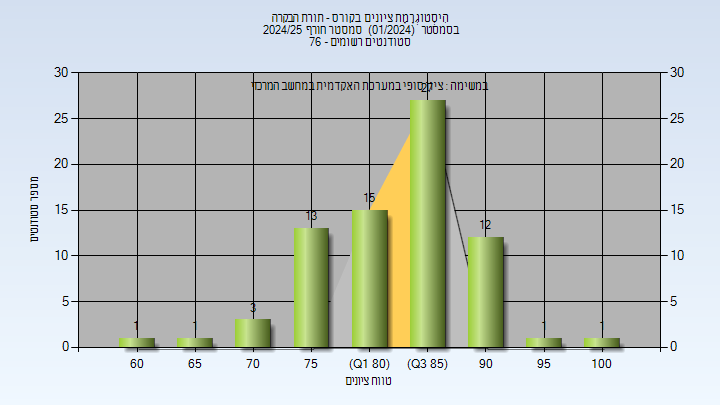 הִיסְטוגְרַמַת ציונים בקורס - תורת הבקרה
בסמסטר (01/2024) סמסטר חורף 2024/25
סטודנטים רשומים - 76
במשימה : ציון סופי במערכת האקדמית במחשב המרכזי
מספר סטודנטים
30 30
25 25
20 20
15 15
10 10
5 5
0 0
1 1 3 13 15 27 12 1 1
60 65 70 75 (Q1 80) (Q3 85) 90 95 100
טווח ציונים